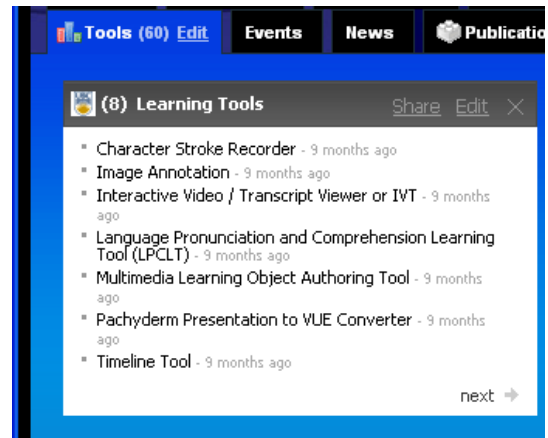 Tools (60) Edit Events News Publicatio
(8) Learning Tools Share Edit
Character Stroke Recorder - 9 months ago
Image Annotation - 9 months ago
Interactive Video / Transcript Viewer or IVT - 9 months
ago
Language Pronunciation and Comprehension Learning
Tool (LPCLT) - 9 months ago
Multimedia Learning Object Authoring Tool - 9 months
ago
Pachyderm Presentation to VUE Converter - 9 months
ago
Timeline Tool - 9 months ago
next